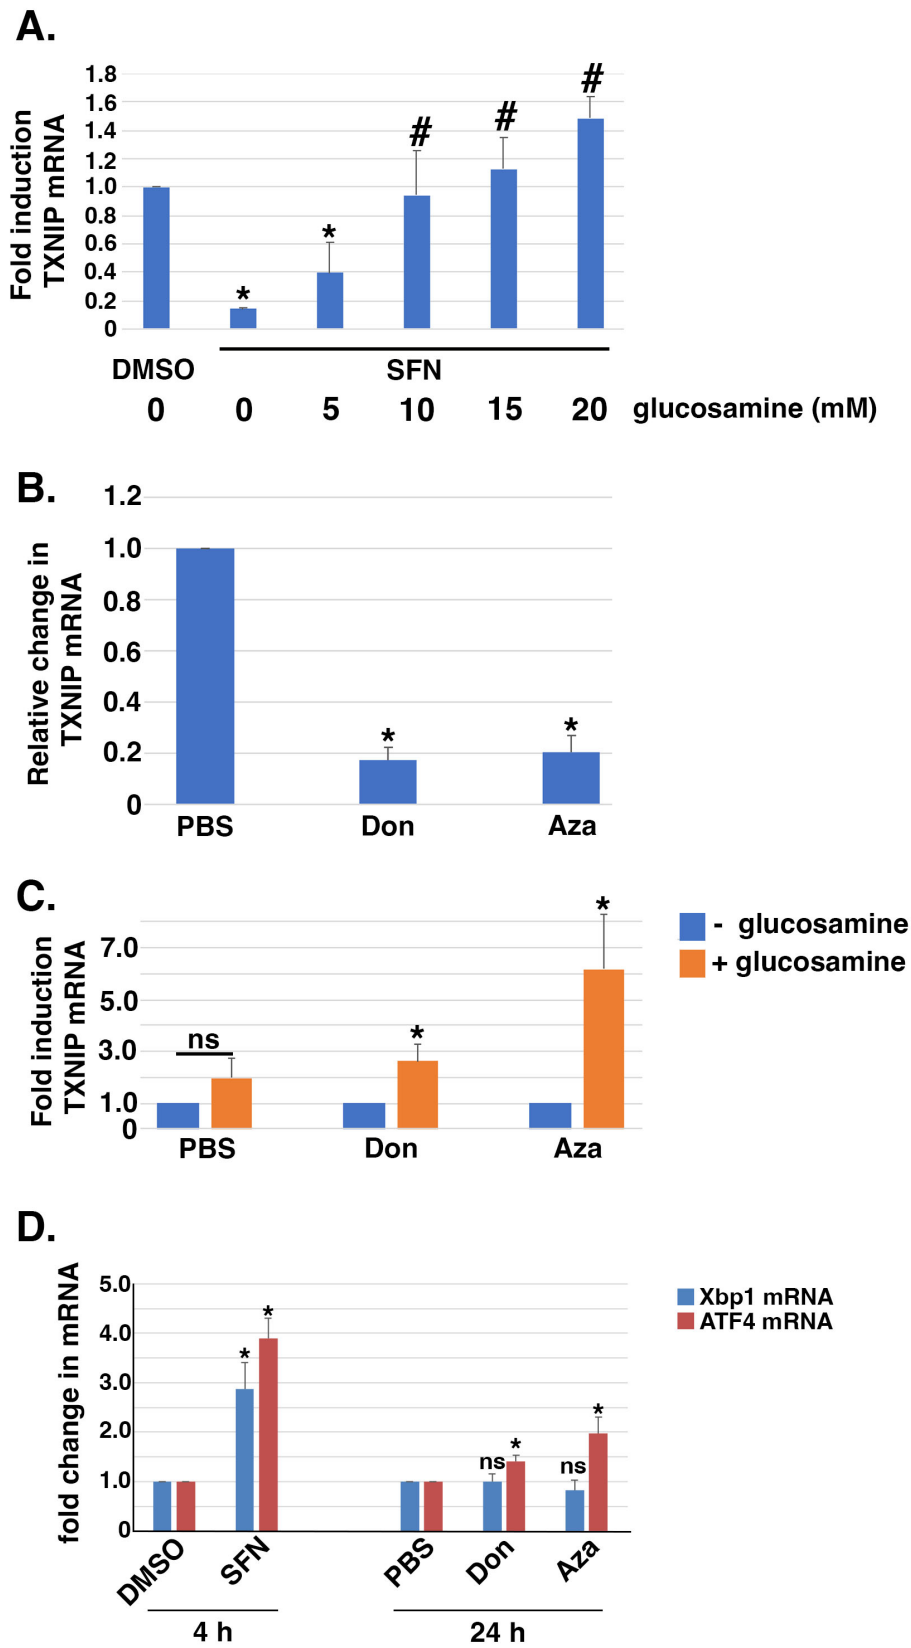 A.
Fold induction
TXNIP mRNA
1.8
1.6
1.4
1.2
1.0
0.8
0.6
0.4
0.2
0
* * # # #
DMSO SFN
0 0 5 10 15 20 glucosamine (mM)
B.
Relative change in
TXNIP mRNA
1.2
1.0
0.8
0.6
0.4
0.2
0
* *
PBS Don Aza
C.
Fold induction
TXNIP mRNA
7.0
5.0
3.0
1.0
0
ns * *
PBS Don Aza
- glucosamine
+ glucosamine
D.
fold change in mRNA
5.0
4.0
3.0
2.0
1.0
0
* * ns * ns *
DMSO SFN PBS Don Aza
4 h 24 h
Xbp1 mRNA
ATF4 mRNA